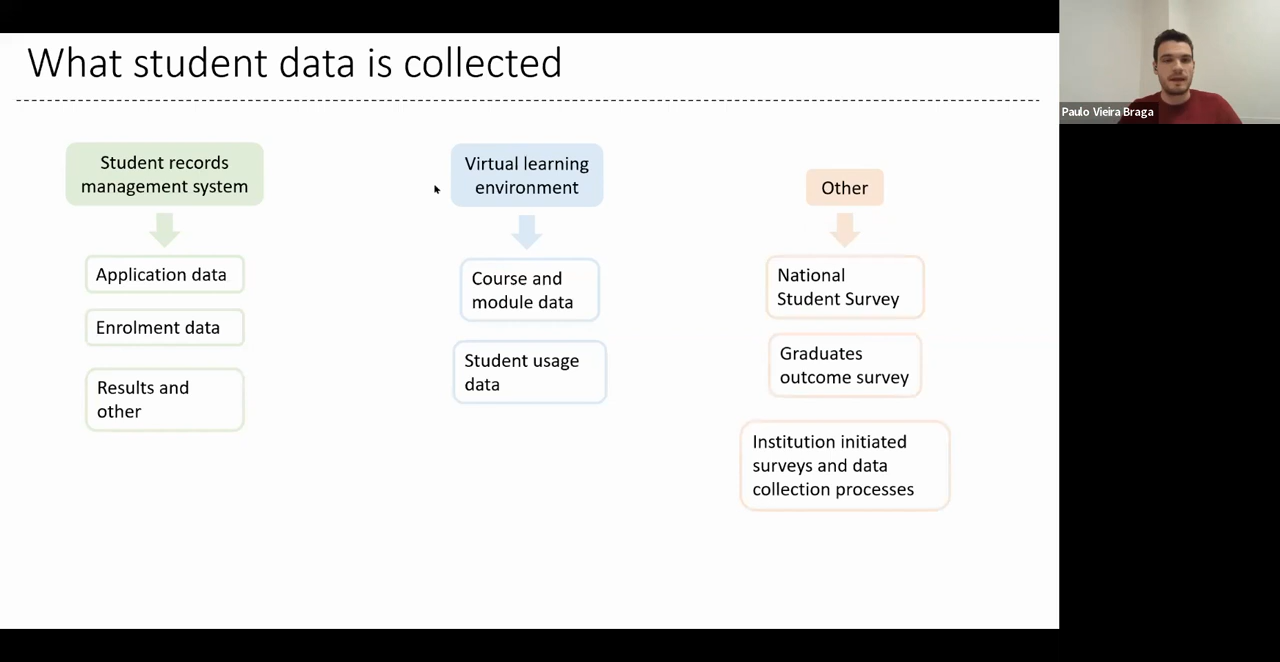 What student data is collected
Paulo Vieira Braga
Student records
management system
Application data
Enrolment data
Results and
other
Virtual learning
environment
Course and
module data
Student usage
data
Other
National
Student Survey
Graduates
outcome survey
Institution initiated
surveys and data
collection processes